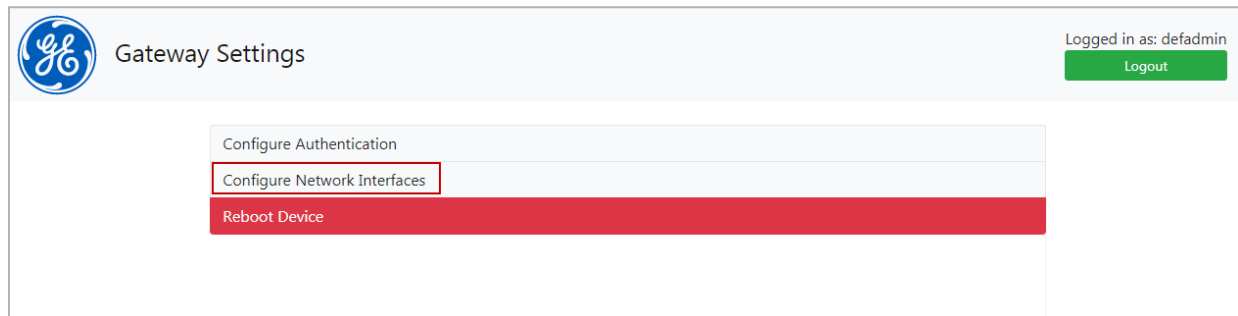 GE
Gateway Settings
Logged in as: defadmin
Logout
Configure Authentication
Configure Network Interfaces
Reboot Device